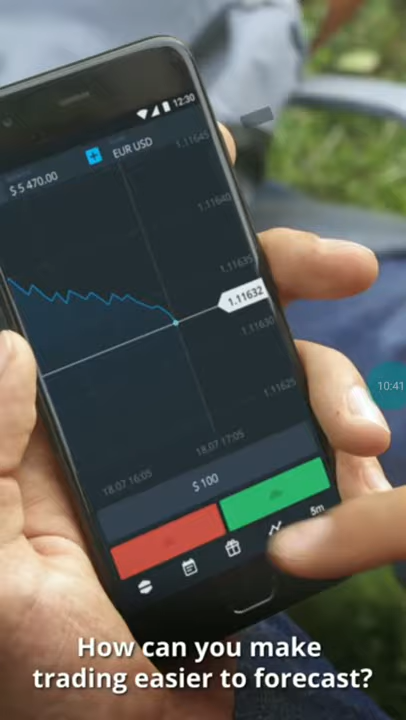 12:30
$ 5 470.00
EUR USD
1.11645
1.11640
1.11635
1.11632
1.11630
1.11625
18.07 16:05
18.07 17:05
$ 100
5m
10:41
How can you make
trading easier to forecast?